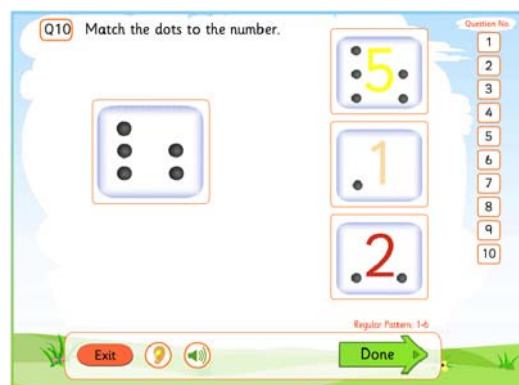 Q10 Match the dots to the number.
Question No
1
2
3
4
5
6
7
8
9
10
5
1
2
Regular Pattern: 1-6
Exit
Done